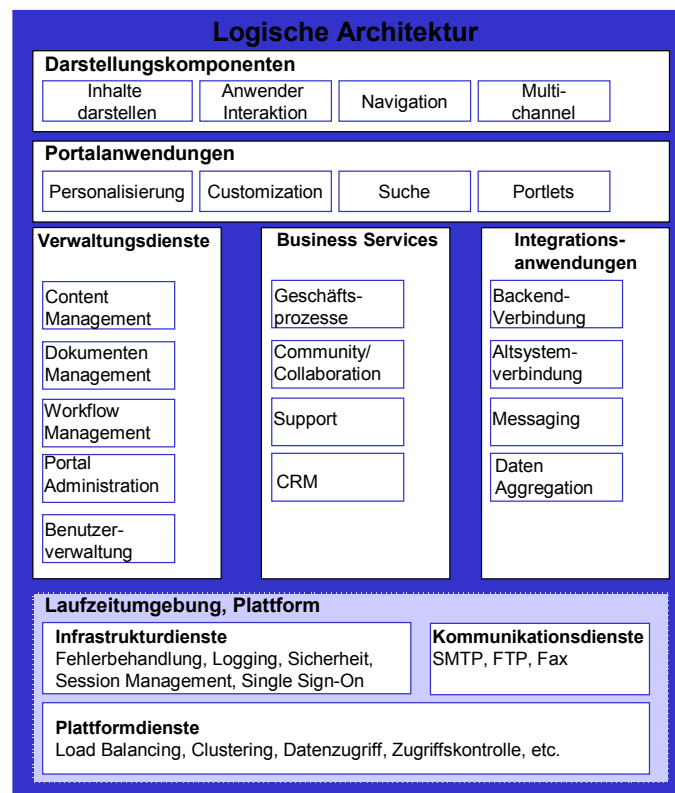 Logische Architektur
Darstellungskomponenten
Inhalte
darstellen
Anwender
Interaktion
Navigation
Multi-
channel
Portalanwendungen
Personalisierung
Customization
Suche
Portlets
Verwaltungsdienste
Content
Management
Dokumenten
Management
Workflow
Management
Portal
Administration
Benutzer-
verwaltung
Business Services
Geschäfts-
prozesse
Community/
Collaboration
Support
CRM
Integrations-
anwendungen
Backend-
Verbindung
Altsystem-
verbindung
Messaging
Daten
Aggregation
Laufzeitumgebung, Plattform
Infrastrukturdienste
Fehlerbehandlung, Logging, Sicherheit,
Session Management, Single Sign-On
Kommunikationsdienste
SMTP, FTP, Fax
Plattformdienste
Load Balancing, Clustering, Datenzugriff, Zugriffskontrolle, etc.